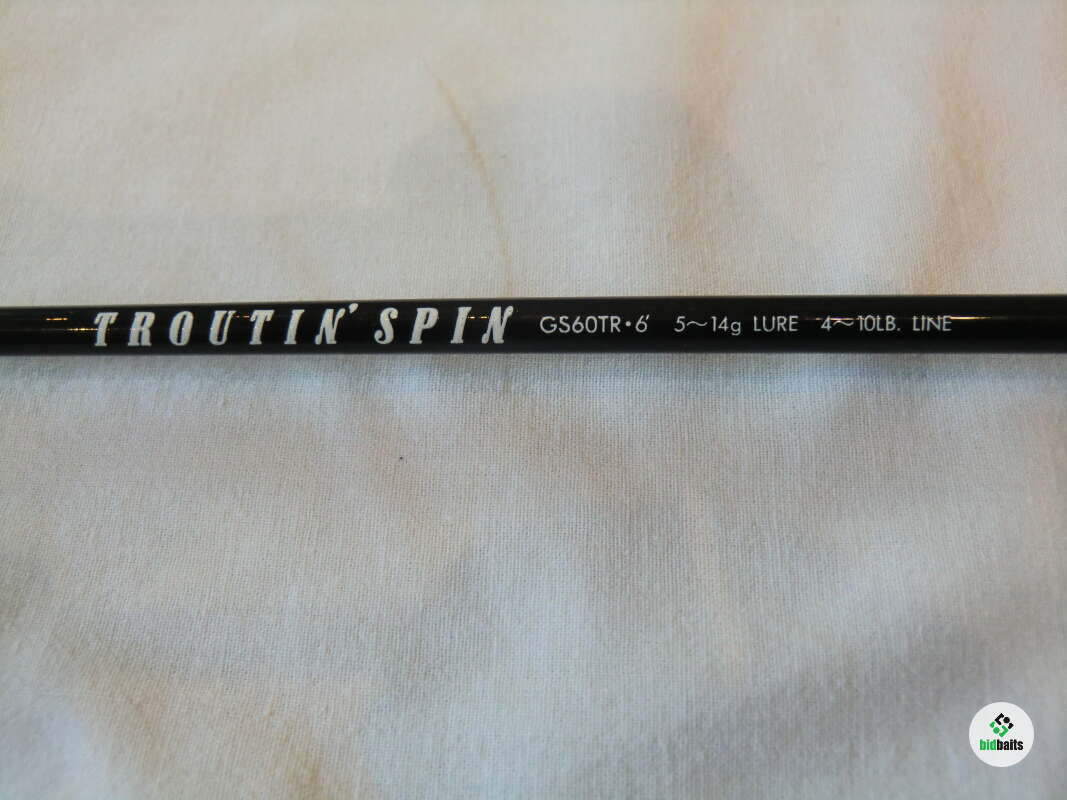 TROUTIN' SPIN GS60TR・6' 5～14g LURE 4～10LB. LINE
bidbaits